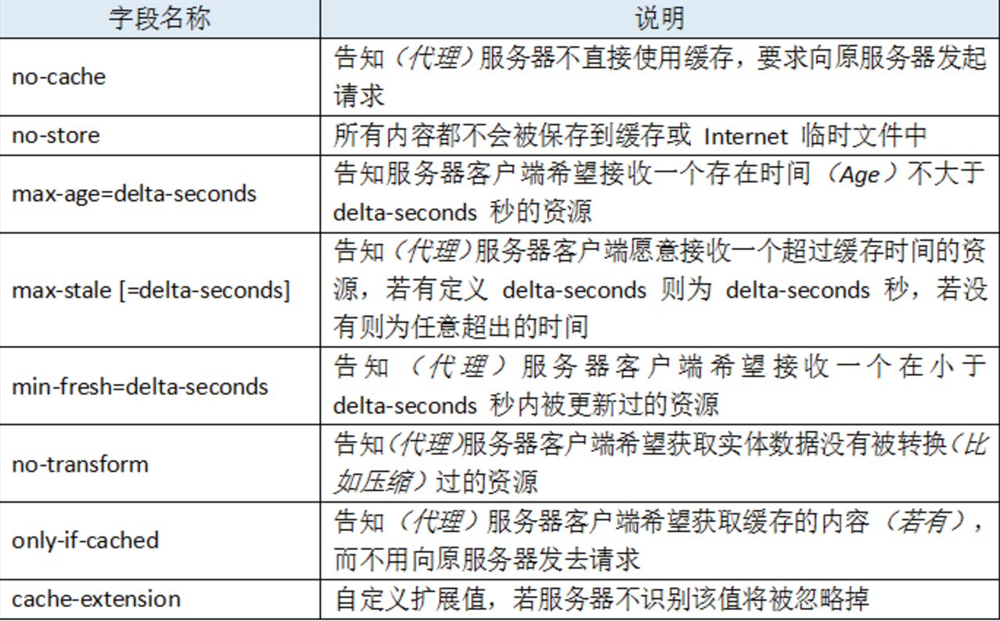 字段名称
说明
no-cache
告知（代理）服务器不直接使用缓存，要求向原服务器发起
请求
no-store
所有内容都不会被保存到缓存或 Internet 临时文件中
max-age=delta-seconds
告知服务器客户端希望接收一个存在时间（Age）不大于
delta-seconds 秒的资源
max-stale [=delta-seconds]
告知（代理）服务器客户端愿意接收一个超过缓存时间的资
源，若有定义 delta-seconds 则为 delta-seconds 秒，若没
有则为任意超出的时间
min-fresh=delta-seconds
告知（代理）服务器客户端希望接收一个在小于
delta-seconds 秒内被更新过的资源
no-transform
告知（代理）服务器客户端希望获取实体数据没有被转换（比
如压缩）过的资源
only-if-cached
告知（代理）服务器客户端希望获取缓存的内容（若有），
而不用向原服务器发去请求
cache-extension
自定义扩展值，若服务器不识别该值将被忽略掉